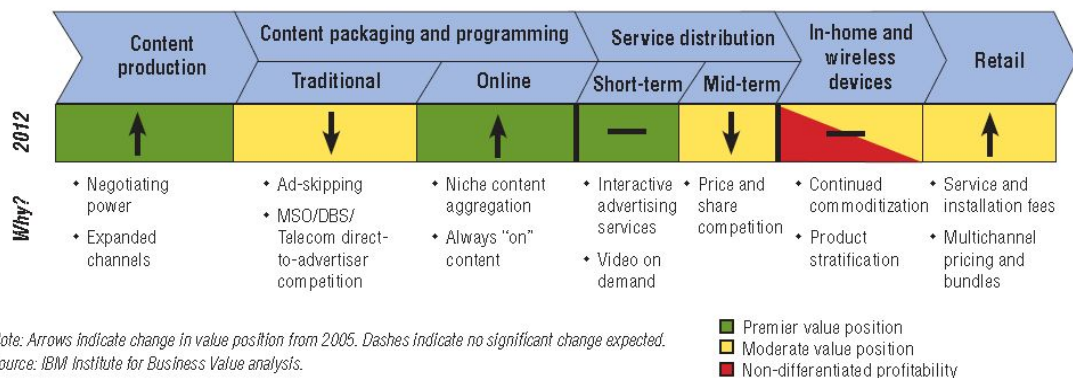 Content production
Content packaging and programming
Traditional
Online
Service distribution
Short-term
Mid-term
In-home and wireless devices
Retail
2012
Why?
• Negotiating
power
• Expanded
channels
• Ad-skipping
• MSO/DBS/
Telecom direct-
to-advertiser
competition
• Niche content
aggregation
• Always "on"
content
• Interactive
advertising
services
• Video on
demand
• Price and
share
competition
• Continued
commoditization
• Product
stratification
• Service and
installation fees
• Multichannel
pricing and
bundles
ote: Arrows indicate change in value position from 2005. Dashes indicate no significant change expected.
ource: IBM Institute for Business Value analysis.
Premier value position
Moderate value position
Non-differentiated profitability